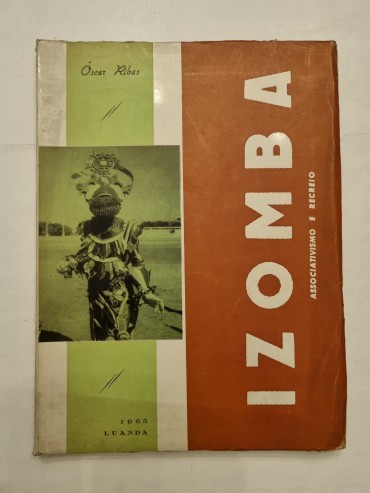 Óscar Ribas
IZOMBA
ASSOCIATIVISMO E RECREIO
1965
LUANDA